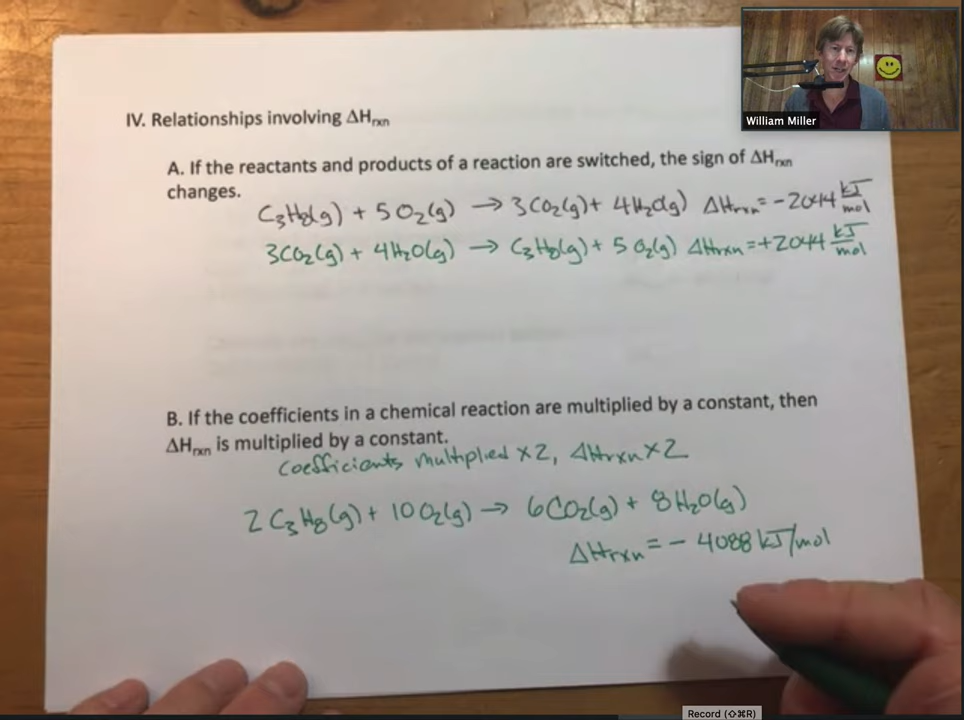 William Miller
IV. Relationships involving ΔHrxn
A. If the reactants and products of a reaction are switched, the sign of ΔHrxn
changes.
C3H8(g) + 5O2(g) → 3CO2(g) + 4H2O(g) ΔHrxn = -2044 kJ/mol
3CO2(g) + 4H2O(g) → C3H8(g) + 5O2(g) ΔHrxn = +2044 kJ/mol
B. If the coefficients in a chemical reaction are multiplied by a constant, then
ΔHrxn is multiplied by a constant.
Coefficients multiplied x2, ΔHrxn x2
2C3H8(g) + 10O2(g) → 6CO2(g) + 8H2O(g)
ΔHrxn = -4088 kJ/mol
Record (⇧⌘R)